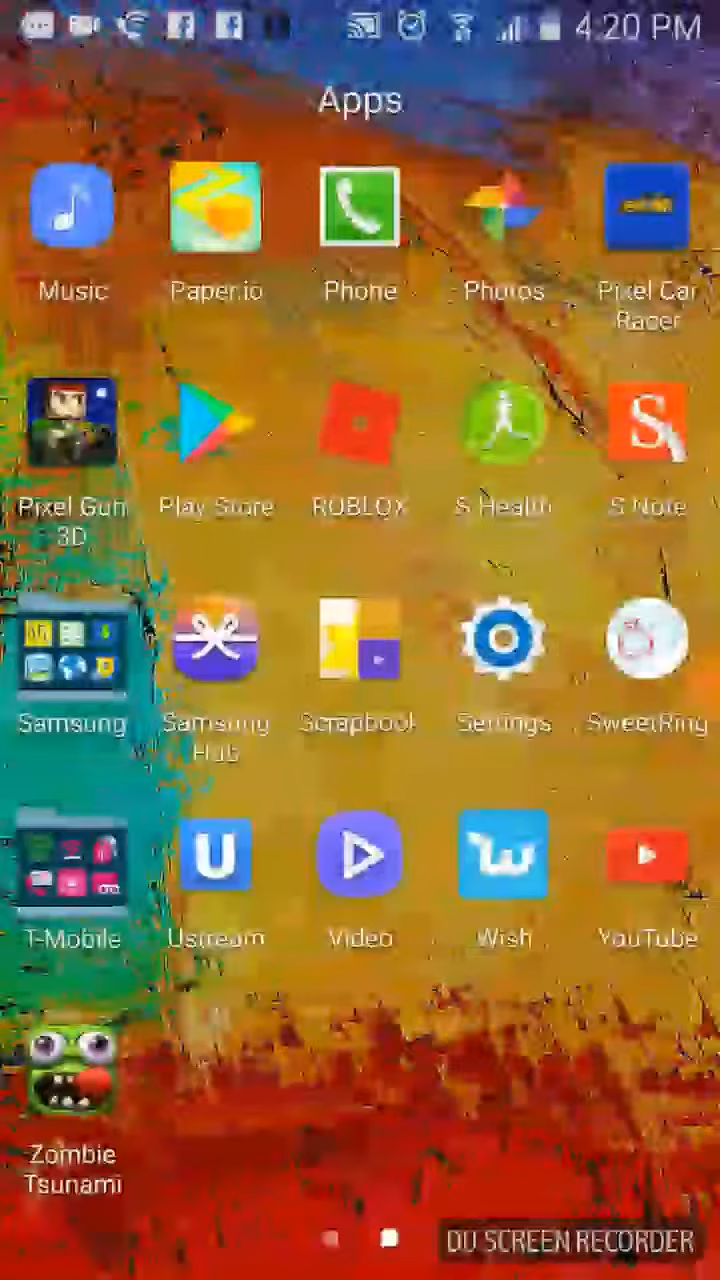 4:20 PM
Apps
Music
Paper.io
Phone
Photos
Pixel Car
Racer
Pixel Gun
3D
Play Store
ROBLOX
S Health
S Note
Samsung
Samsung
Hub
Scrapbook
Settings
SweetRing
T-Mobile
Ustream
Video
Wish
YouTube
Zombie
Tsunami
DU SCREEN RECORDER